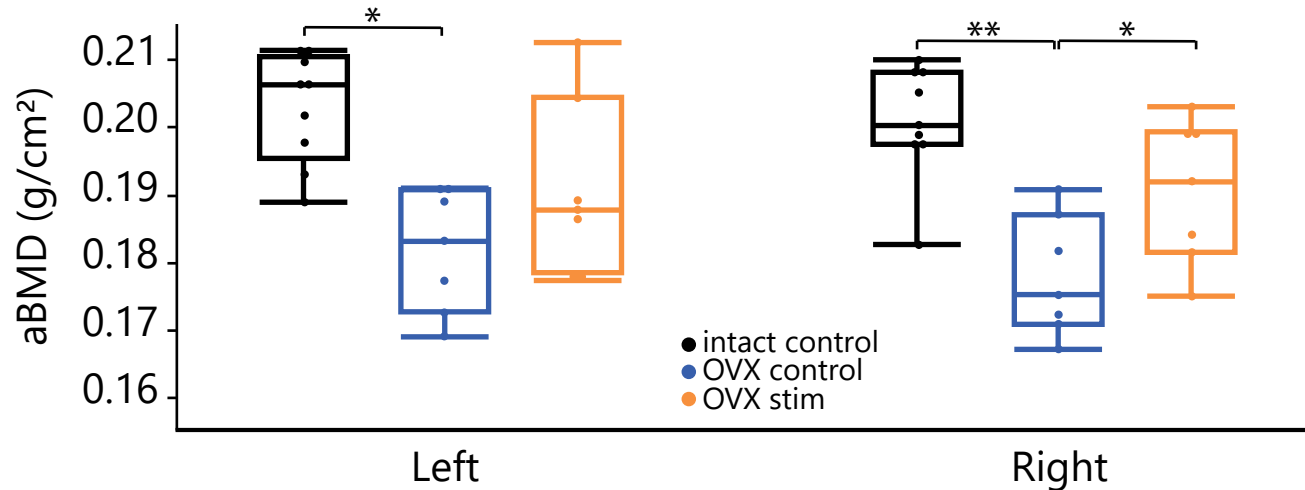 *
**
*
aBMD (g/cm²)
0.21
0.20
0.19
0.18
0.17
0.16
intact control
OVX control
OVX stim
Left
Right